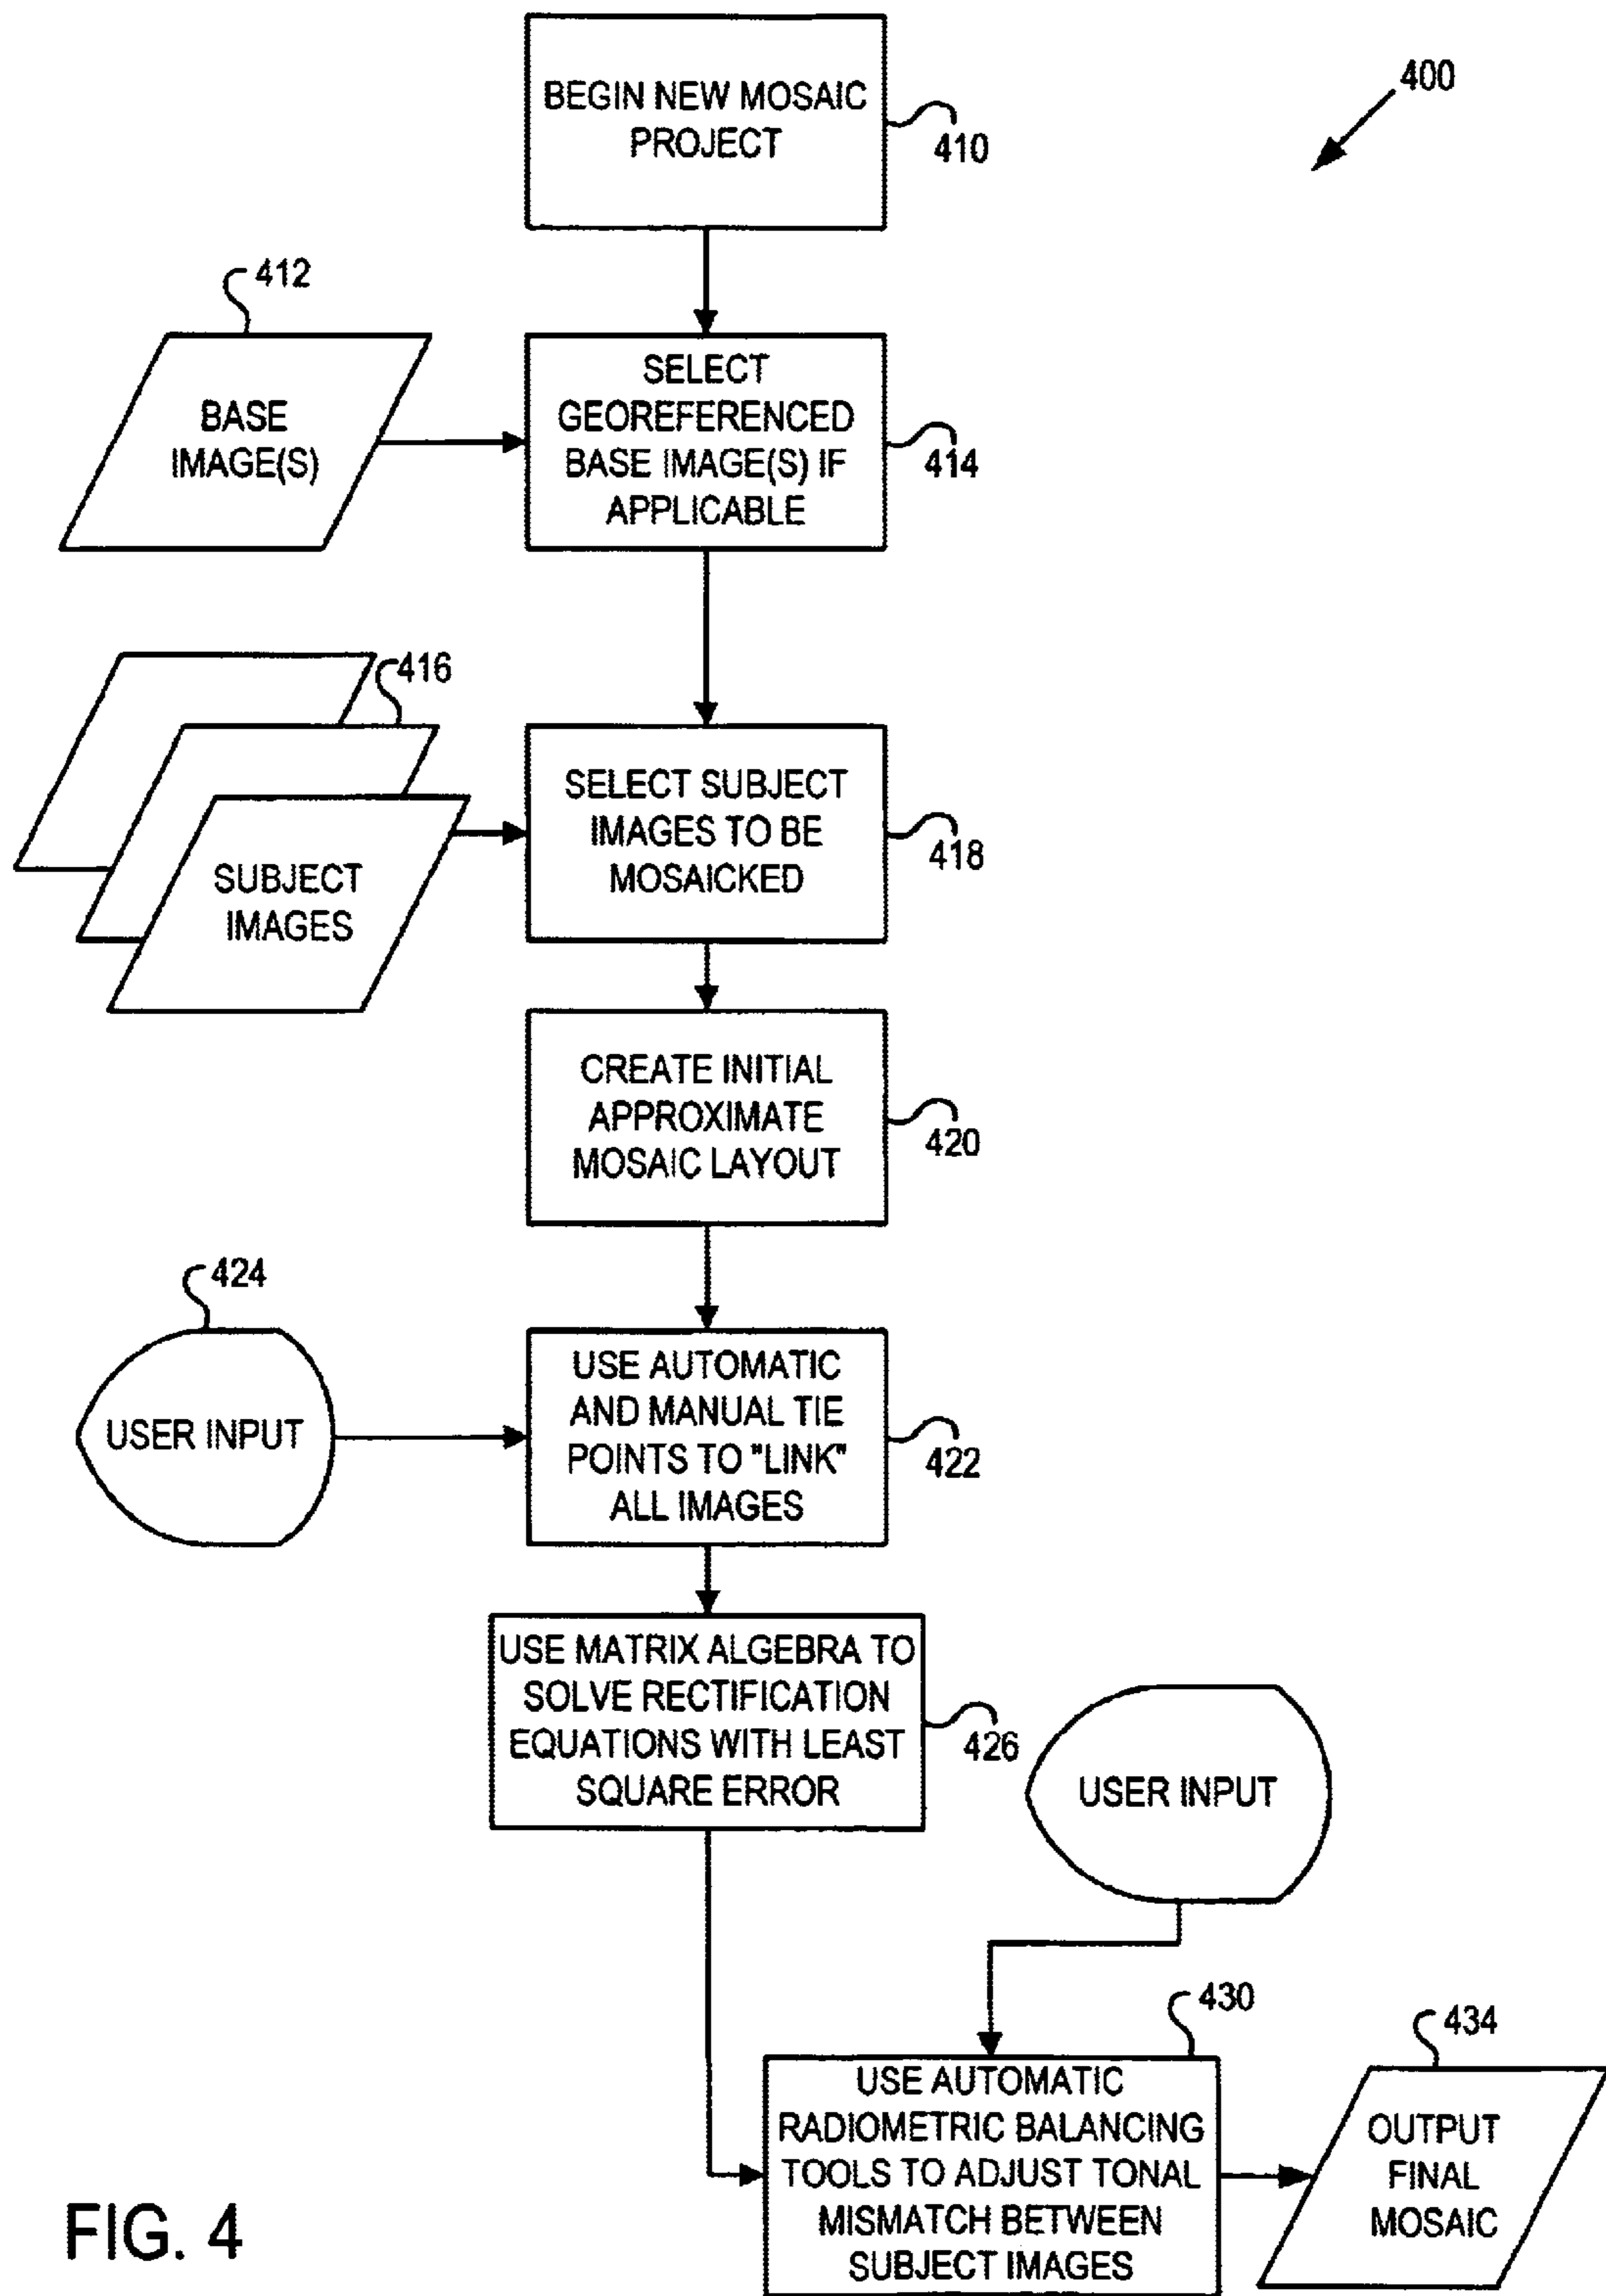 BEGIN NEW MOSAIC
PROJECT
410
400
412
BASE
IMAGE(S)
SELECT
GEOREFERENCED
BASE IMAGE(S) IF
APPLICABLE
414
416
SUBJECT
IMAGES
SELECT SUBJECT
IMAGES TO BE
MOSAICKED
418
CREATE INITIAL
APPROXIMATE
MOSAIC LAYOUT
420
424
USER INPUT
USE AUTOMATIC
AND MANUAL TIE
POINTS TO "LINK"
ALL IMAGES
422
USE MATRIX ALGEBRA TO
SOLVE RECTIFICATION
EQUATIONS WITH LEAST
SQUARE ERROR
426
USER INPUT
430
USE AUTOMATIC
RADIOMETRIC BALANCING
TOOLS TO ADJUST TONAL
MISMATCH BETWEEN
SUBJECT IMAGES
434
OUTPUT
FINAL
MOSAIC
FIG. 4